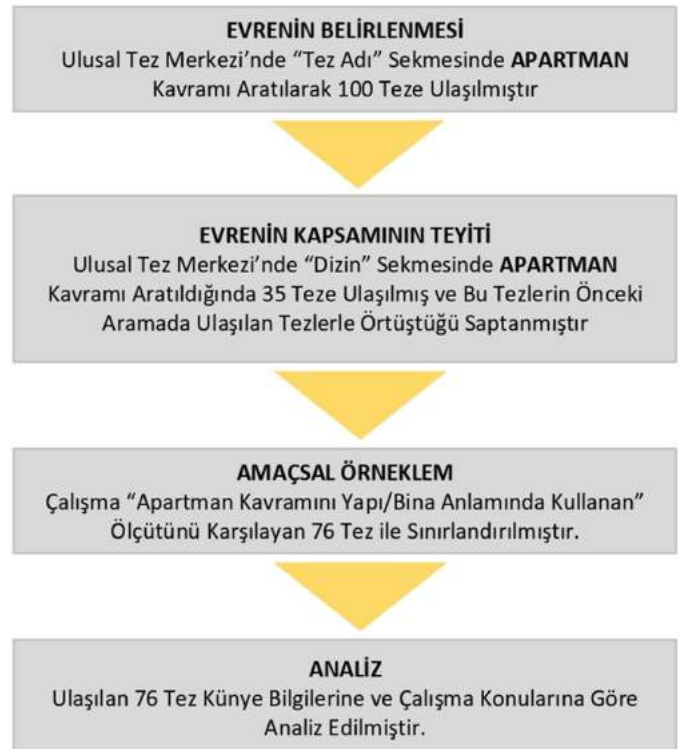 EVRENİN BELİRLENMESİ
Ulusal Tez Merkezi’nde “Tez Adı” Sekmesinde APARTMAN
Kavramı Aratılarak 100 Teze Ulaşılmıştır
EVRENİN KAPSAMININ TEYİTİ
Ulusal Tez Merkezi’nde “Dizin” Sekmesinde APARTMAN
Kavramı Aratıldığında 35 Teze Ulaşılmış ve Bu Tezlerin Önceki
Aramada Ulaşılan Tezlerle Örtüştüğü Saptanmıştır
AMAÇSAL ÖRNEKLEM
Çalışma “Apartman Kavramını Yapı/Bina Anlamında Kullanan”
Ölçütünü Karşılayan 76 Tez ile Sınırlandırılmıştır.
ANALİZ
Ulaşılan 76 Tez Künye Bilgilerine ve Çalışma Konularına Göre
Analiz Edilmiştir.